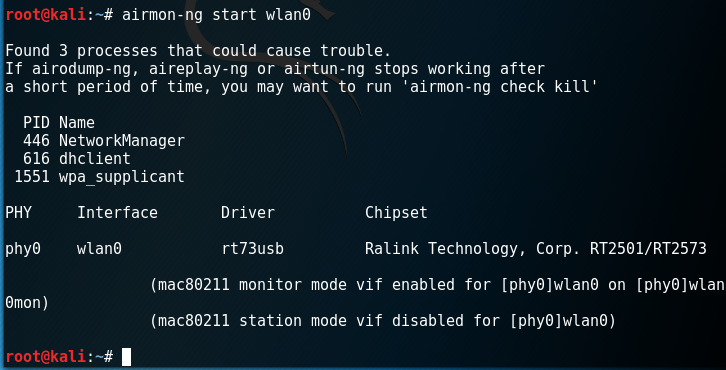 root@kali:~# airmon-ng start wlan0
Found 3 processes that could cause trouble.
If airodump-ng, aireplay-ng or airtun-ng stops working after
a short period of time, you may want to run 'airmon-ng check kill'
  PID Name
  446 NetworkManager
  616 dhclient
 1551 wpa_supplicant
PHY     Interface       Driver          Chipset
phy0    wlan0           rt73usb         Ralink Technology, Corp. RT2501/RT2573
                (mac80211 monitor mode vif enabled for [phy0]wlan0 on [phy0]wlan
0mon)
                (mac80211 station mode vif disabled for [phy0]wlan0)
root@kali:~#